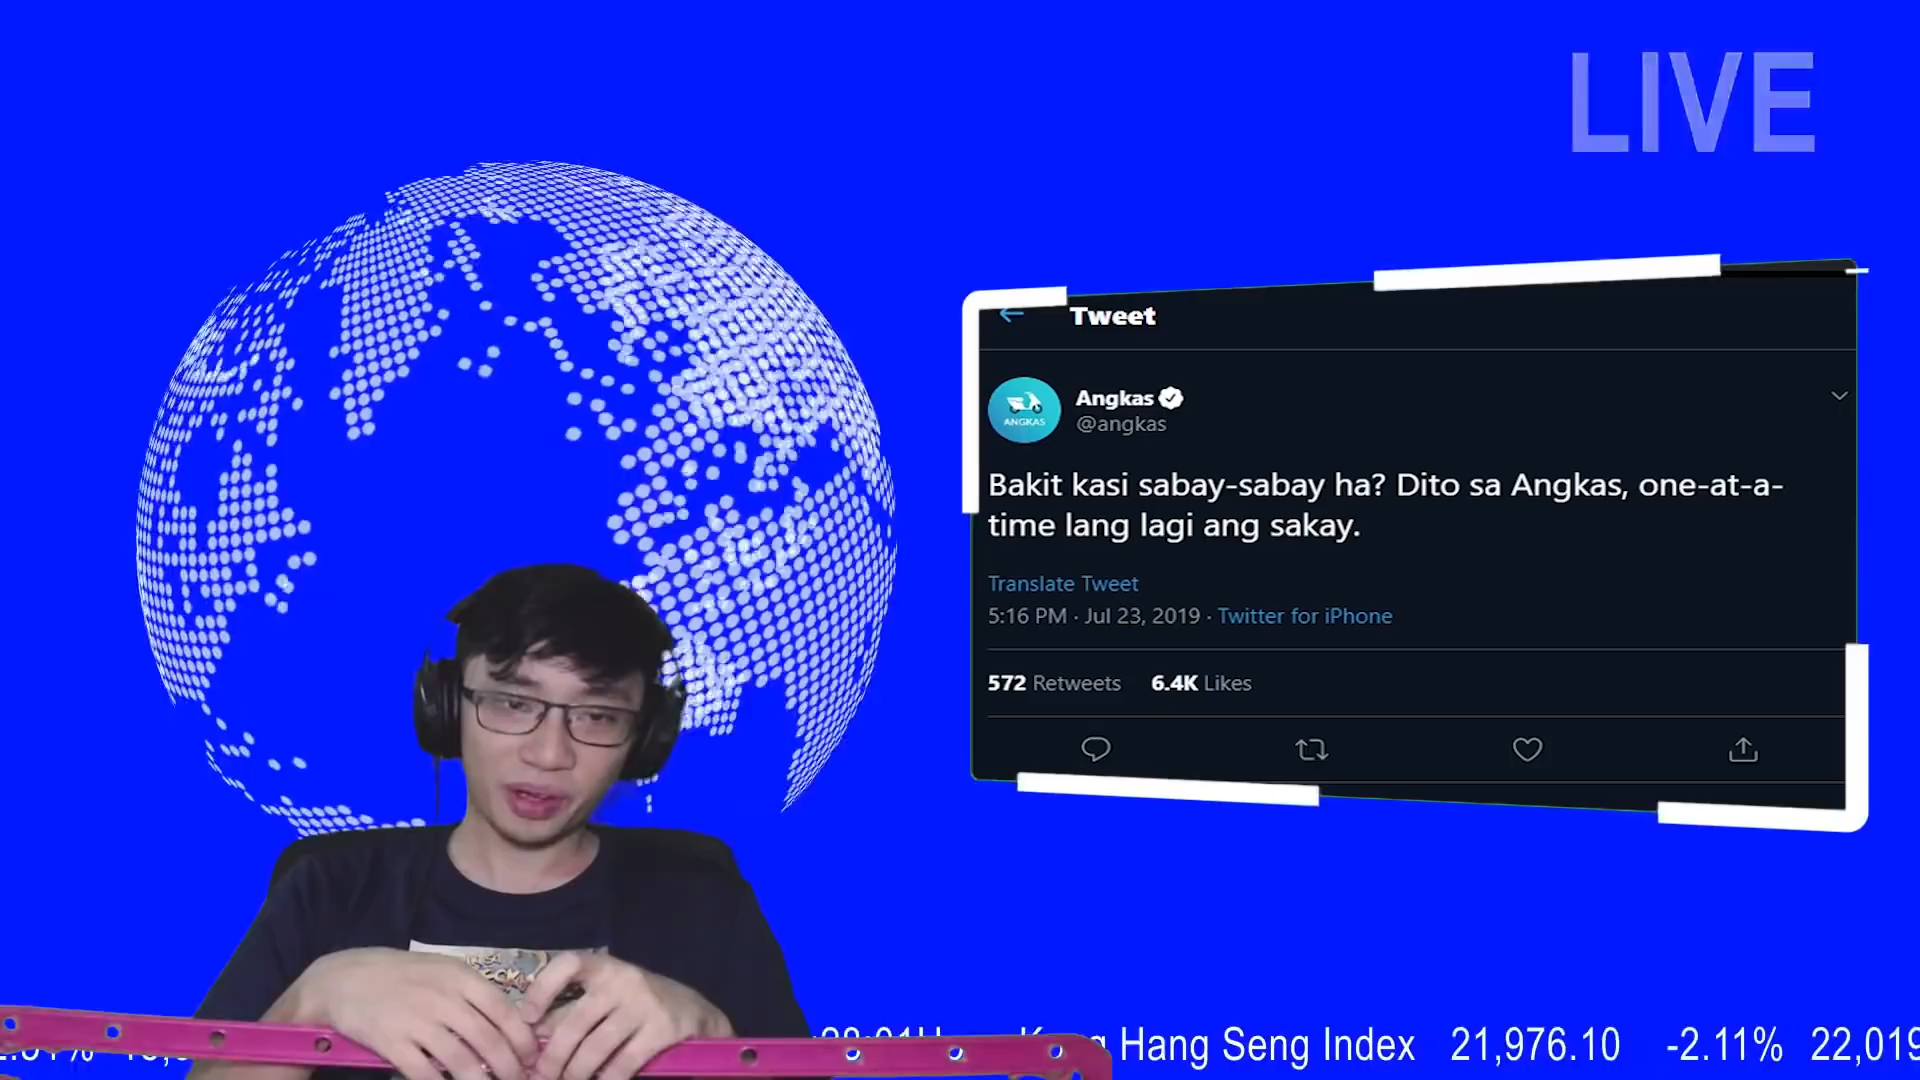 LIVE
Tweet
Angkas
@angkas
ANGKAS
Bakit kasi sabay-sabay ha? Dito sa Angkas, one-at-a-
time lang lagi ang sakay.
Translate Tweet
5:16 PM · Jul 23, 2019 · Twitter for iPhone
572 Retweets 6.4K Likes
Hang Seng Index 21,976.10 -2.11% 22,019